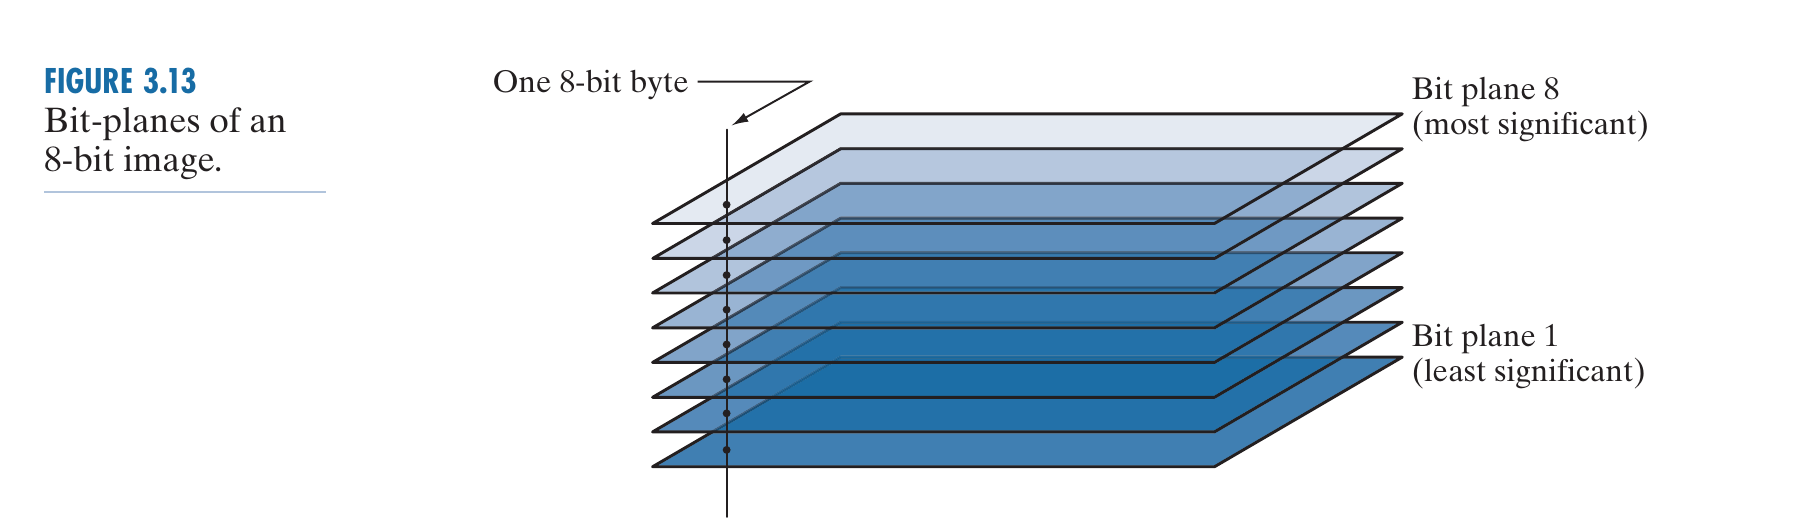 FIGURE 3.13
Bit-planes of an
8-bit image.
One 8-bit byte
Bit plane 8
(most significant)
Bit plane 1
(least significant)